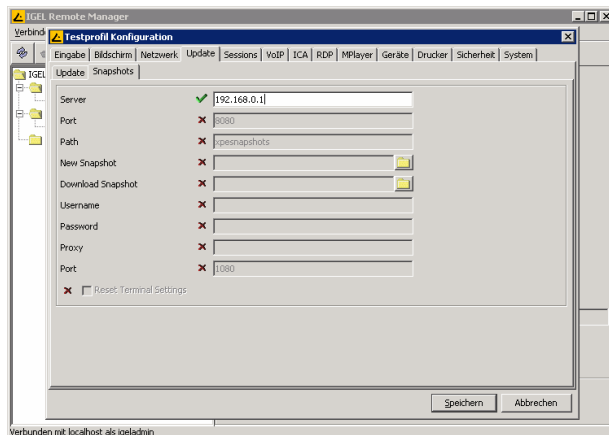 IGEL Remote Manager
Verbind
Testprofil Konfiguration
Eingabe Bildschirm Netzwerk Update Sessions VoIP ICA RDP MPlayer Geräte Drucker Sicherheit System
Update Snapshots
IGEL
Server 192.168.0.1
Port 8080
Path xpesnapshots
New Snapshot
Download Snapshot
Username
Password
Proxy
Port 1080
Reset Terminal Settings
Speichern Abbrechen
Verbunden mit localhost als igeladmin